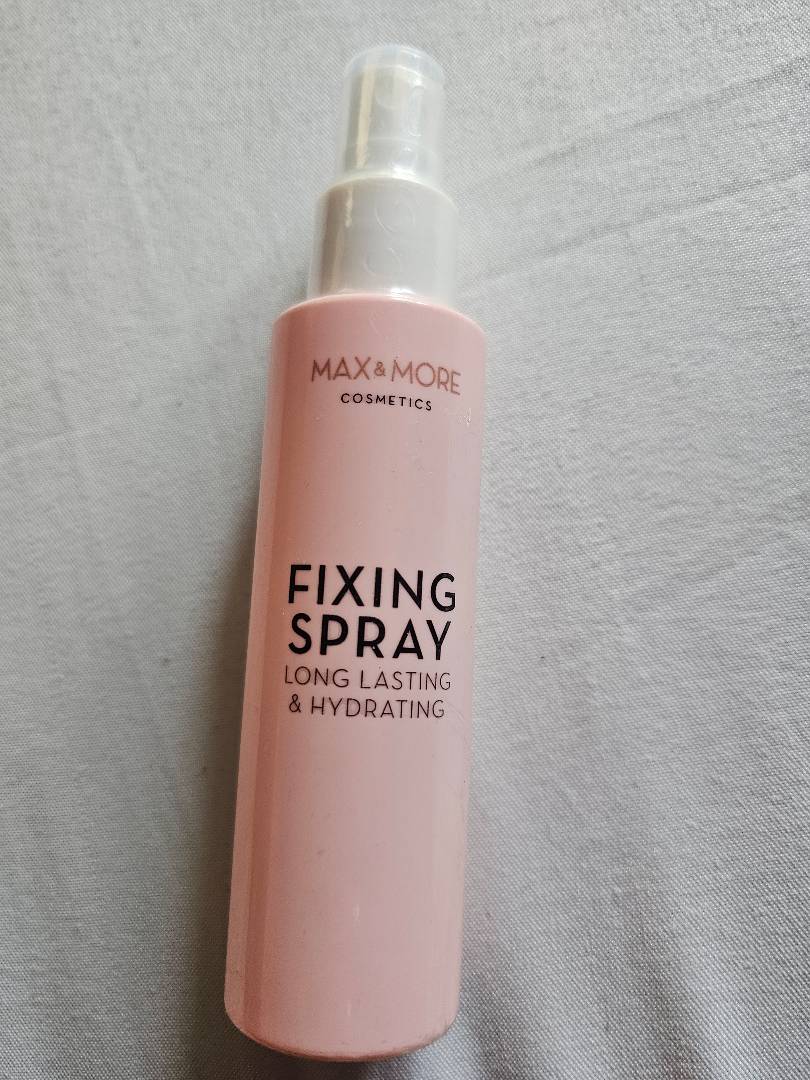 MAX&MORE
COSMETICS
FIXING
SPRAY
LONG LASTING
& HYDRATING